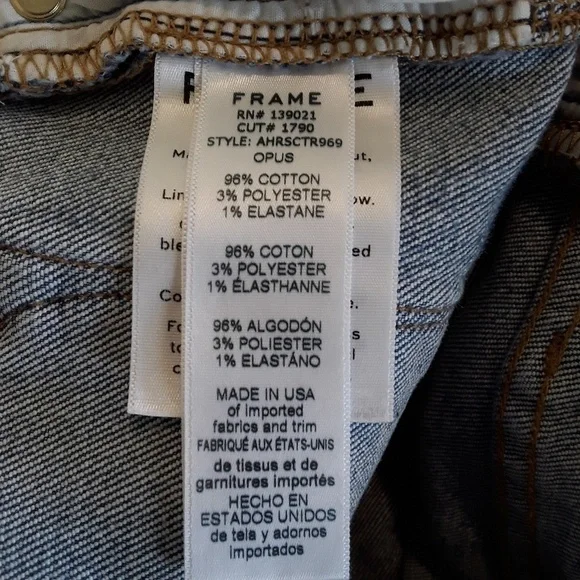 FRAME
RN# 139021
CUT# 1790
STYLE: AHRSCTR969
OPUS
96% COTTON
3% POLYESTER
1% ELASTANE
96% COTON
3% POLYESTER
1% ÉLASTHANNE
96% ALGODÓN
3% POLIESTER
1% ELASTÁNO
MADE IN USA
of imported
fabrics and trim
FABRIQUÉ AUX ÉTATS-UNIS
de tissus et de
garnitures importés
HECHO EN
ESTADOS UNIDOS
de tela y adornos
importados